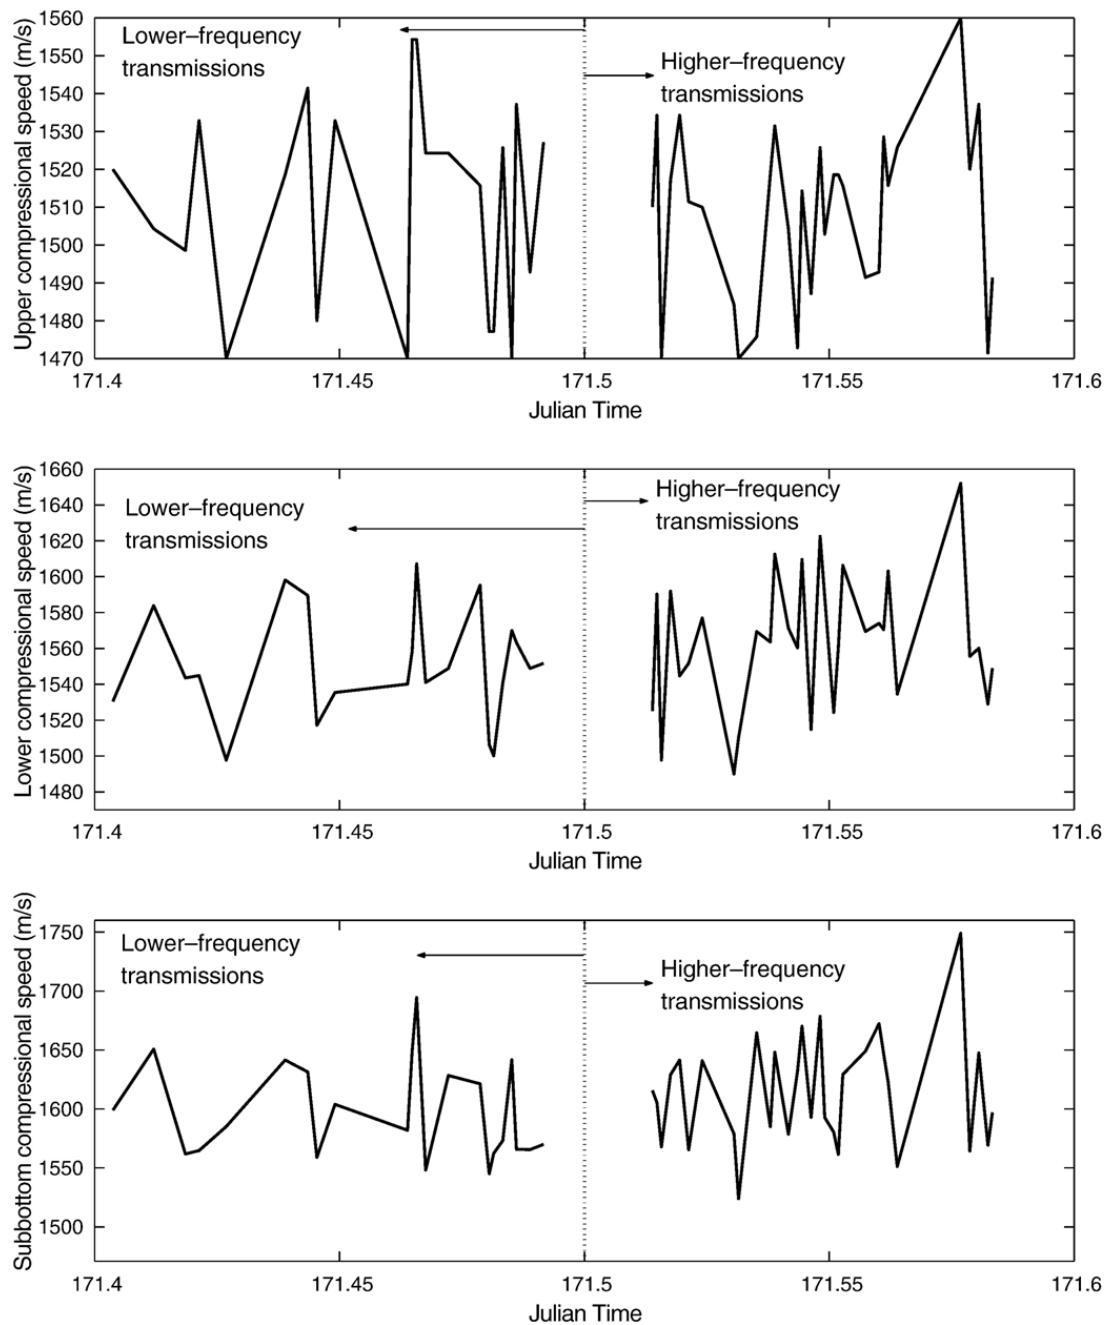 Upper compressional speed (m/s)
1560
1550
1540
1530
1520
1510
1500
1490
1480
1470
Lower–frequency
transmissions
Higher–frequency
transmissions
171.4
171.45
171.5
171.55
171.6
Julian Time
Lower compressional speed (m/s)
1660
1640
1620
1600
1580
1560
1540
1520
1500
1480
Lower–frequency
transmissions
Higher–frequency
transmissions
171.4
171.45
171.5
171.55
171.6
Julian Time
Subbottom compressional speed (m/s)
1750
1700
1650
1600
1550
1500
Lower–frequency
transmissions
Higher–frequency
transmissions
171.4
171.45
171.5
171.55
171.6
Julian Time